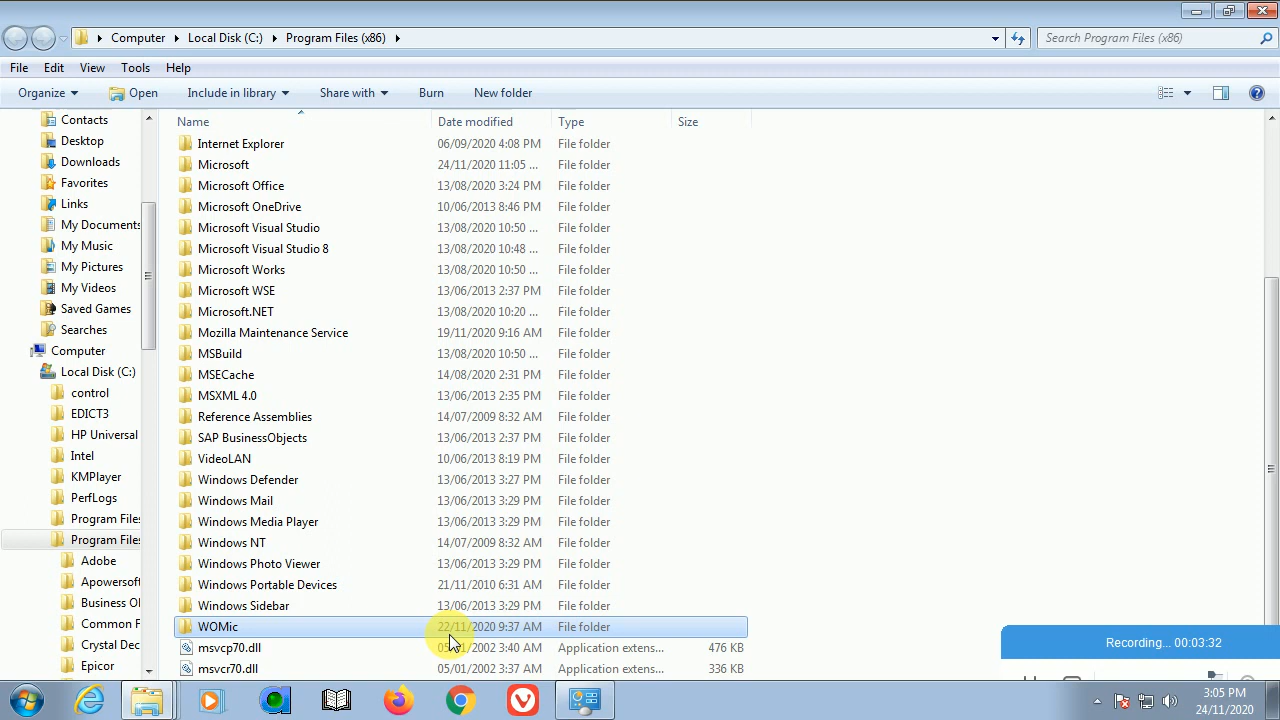 Computer Local Disk (C:) Program Files (x86)
Search Program Files (x86)
File Edit View Tools Help
Organize Open Include in library Share with Burn New folder
Contacts
Desktop
Downloads
Favorites
Links
My Documents
My Music
My Pictures
My Videos
Saved Games
Searches
Computer
Local Disk (C:)
control
EDICT3
HP Universal
Intel
KMPlayer
PerfLogs
Program Files
Program Files
Adobe
Apowersoft
Business O
Common F
Crystal Dec
Epicor
Name Date modified Type Size
Internet Explorer 06/09/2020 4:08 PM File folder
Microsoft 24/11/2020 11:05 ... File folder
Microsoft Office 13/08/2020 3:24 PM File folder
Microsoft OneDrive 10/06/2013 8:46 PM File folder
Microsoft Visual Studio 13/08/2020 10:50 ... File folder
Microsoft Visual Studio 8 13/08/2020 10:48 ... File folder
Microsoft Works 13/08/2020 10:50 ... File folder
Microsoft WSE 13/06/2013 2:37 PM File folder
Microsoft.NET 13/08/2020 10:20 ... File folder
Mozilla Maintenance Service 19/11/2020 9:16 AM File folder
MSBuild 13/08/2020 10:50 ... File folder
MSECache 14/08/2020 2:31 PM File folder
MSXML 4.0 13/06/2013 2:35 PM File folder
Reference Assemblies 14/07/2009 8:32 AM File folder
SAP BusinessObjects 13/06/2013 2:37 PM File folder
VideoLAN 10/06/2013 8:19 PM File folder
Windows Defender 13/06/2013 3:27 PM File folder
Windows Mail 13/06/2013 3:29 PM File folder
Windows Media Player 13/06/2013 3:29 PM File folder
Windows NT 14/07/2009 8:32 AM File folder
Windows Photo Viewer 13/06/2013 3:29 PM File folder
Windows Portable Devices 21/11/2010 6:31 AM File folder
Windows Sidebar 13/06/2013 3:29 PM File folder
WOMic 22/11/2020 9:37 AM File folder
msvcp70.dll 05/01/2002 3:40 AM Application extens... 476 KB
msvcr70.dll 05/01/2002 3:37 AM Application extens... 336 KB
Recording... 00:03:32
3:05 PM
24/11/2020